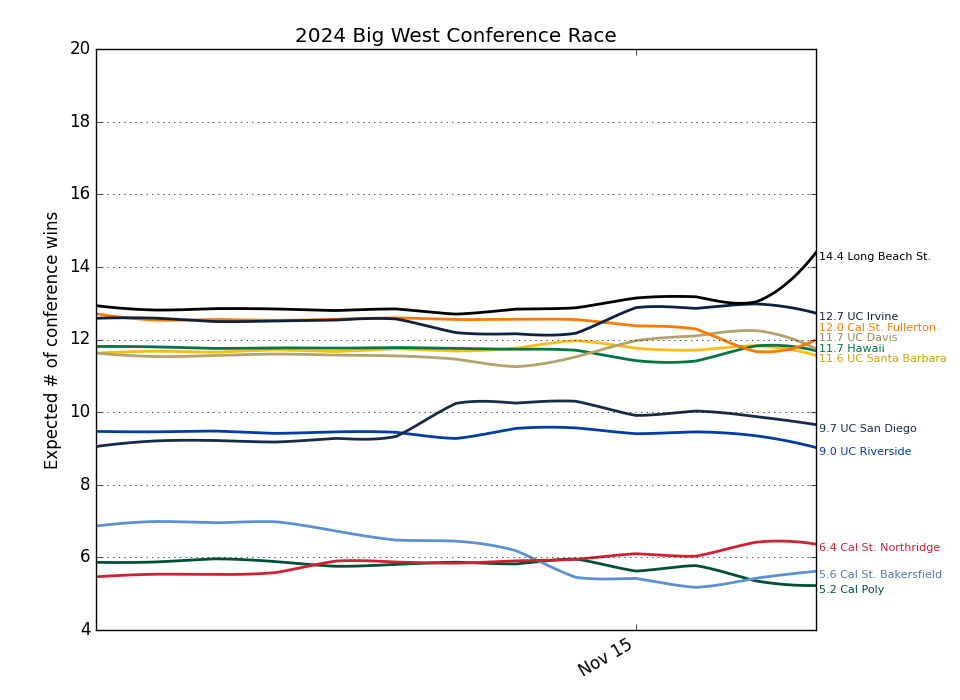 2024 Big West Conference Race
Expected # of conference wins
20
18
16
14
12
10
8
6
4
Nov 15
14.4 Long Beach St.
12.7 UC Irvine
12.0 Cal St. Fullerton
11.7 UC Davis
11.7 Hawaii
11.6 UC Santa Barbara
9.7 UC San Diego
9.0 UC Riverside
6.4 Cal St. Northridge
5.6 Cal St. Bakersfield
5.2 Cal Poly